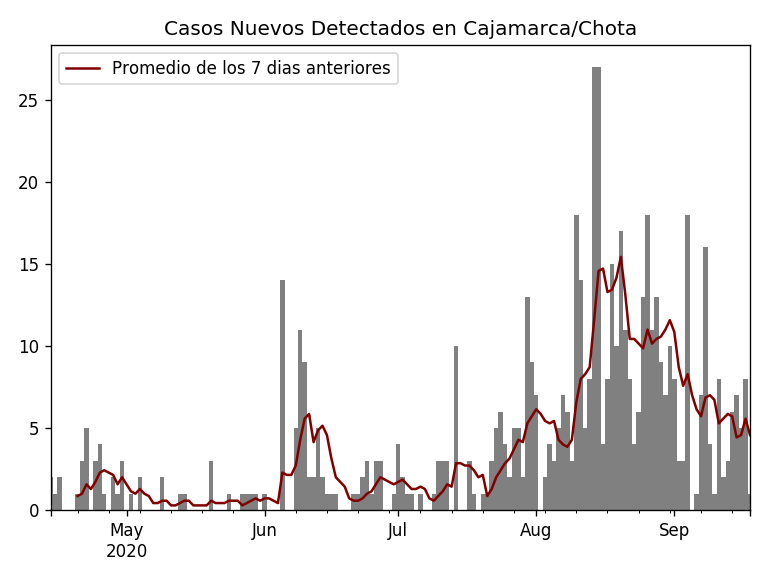 Casos Nuevos Detectados en Cajamarca/Chota
Promedio de los 7 dias anteriores
25
20
15
10
5
0
May
2020
Jun
Jul
Aug
Sep